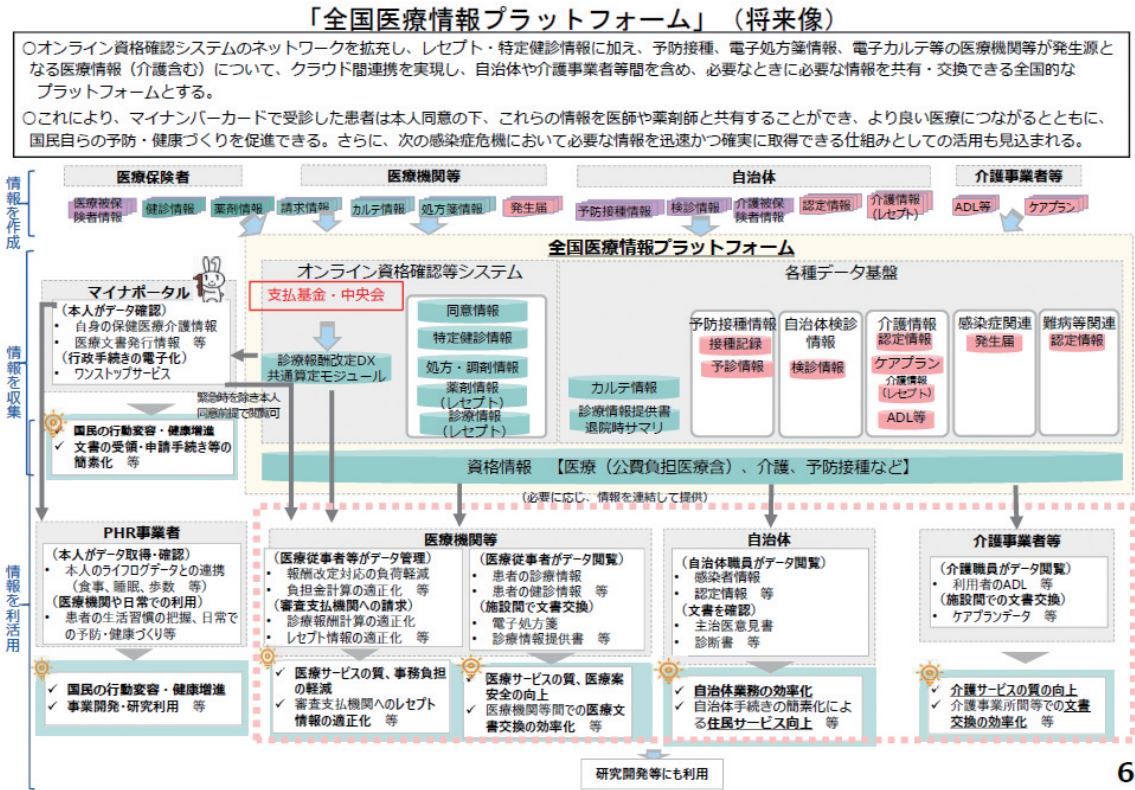 「全国医療情報プラットフォーム」（将来像）
○オンライン資格確認システムのネットワークを拡充し、レセプト・特定健診情報に加え、予防接種、電子処方箋情報、電子カルテ等の医療機関等が発生源と
なる医療情報（介護含む）について、クラウド間連携を実現し、自治体や介護事業者等間を含め、必要なときに必要な情報を共有・交換できる全国的な
プラットフォームとする。
○これにより、マイナンバーカードで受診した患者は本人同意の下、これらの情報を医師や薬剤師と共有することができ、より良い医療につながるとともに、
国民自らの予防・健康づくりを促進できる。さらに、次の感染症危機において必要な情報を迅速かつ確実に取得できる仕組みとしての活用も見込まれる。
情報を作成
医療保険者
医療被保
険者情報
健診情報
薬剤情報
医療機関等
請求情報
カルテ情報
処方箋情報
発生届
自治体
予防接種情報
検診情報
介護被保
険者情報
認定情報
介護情報
(レセプト)
介護事業者等
ADL等
ケアプラン
情報を収集
全国医療情報プラットフォーム
オンライン資格確認等システム
支払基金・中央会
診療報酬改定DX
共通算定モジュール
同意情報
特定健診情報
処方・調剤情報
薬剤情報
(レセプト)
診療情報
(レセプト)
各種データ基盤
カルテ情報
診療情報提供書
退院時サマリ
予防接種情報
接種記録
予診情報
自治体検診
情報
検診情報
介護情報
認定情報
ケアプラン
介護情報
(レセプト)
ADL等
感染症関連
発生届
難病等関連
認定情報
資格情報　【医療（公費負担医療含）、介護、予防接種など】
（必要に応じ、情報を連結して提供）
マイナポータル
(本人がデータ確認)
・ 自身の保健医療介護情報
・ 医療文書発行情報　等
(行政手続きの電子化)
・ ワンストップサービス
緊急時を除き本人
同意前提で閲覧可
✓ 国民の行動変容・健康増進
✓ 文書の受領・申請手続き等の
簡素化　等
情報を利活用
PHR事業者
(本人がデータ取得・確認)
・ 本人のライフログデータとの連携
（食事、睡眠、歩数　等）
(医療機関や日常での利用)
・ 患者の生活習慣の把握、日常で
の予防・健康づくり等
✓ 国民の行動変容・健康増進
✓ 事業開発・研究利用　等
医療機関等
(医療従事者等がデータ管理)
・ 報酬改定対応の負荷軽減
・ 負担金計算の適正化　等
(審査支払機関への請求)
・ 診療報酬計算の適正化
・ レセプト情報の適正化　等
(医療従事者がデータ閲覧)
・ 患者の診療情報
・ 患者の健診情報　等
(施設間で文書交換)
・ 電子処方箋
・ 診療情報提供書　等
✓ 医療サービスの質、事務負担
の軽減
✓ 審査支払機関へのレセプト
情報の適正化　等
✓ 医療サービスの質、医療案
安全の向上
✓ 医療機関等間での医療文
書交換の効率化　等
自治体
(自治体職員がデータ閲覧)
・ 感染者情報
・ 認定情報　等
(文書を確認)
・ 主治医意見書
・ 診断書　等
✓ 自治体業務の効率化
✓ 自治体手続きの簡素化によ
る住民サービス向上　等
介護事業者等
(介護職員がデータ閲覧)
・ 利用者のADL　等
(施設間での文書交換)
・ ケアプランデータ　等
✓ 介護サービスの質の向上
✓ 介護事業所間等での文書
交換の効率化　等
研究開発等にも利用
6